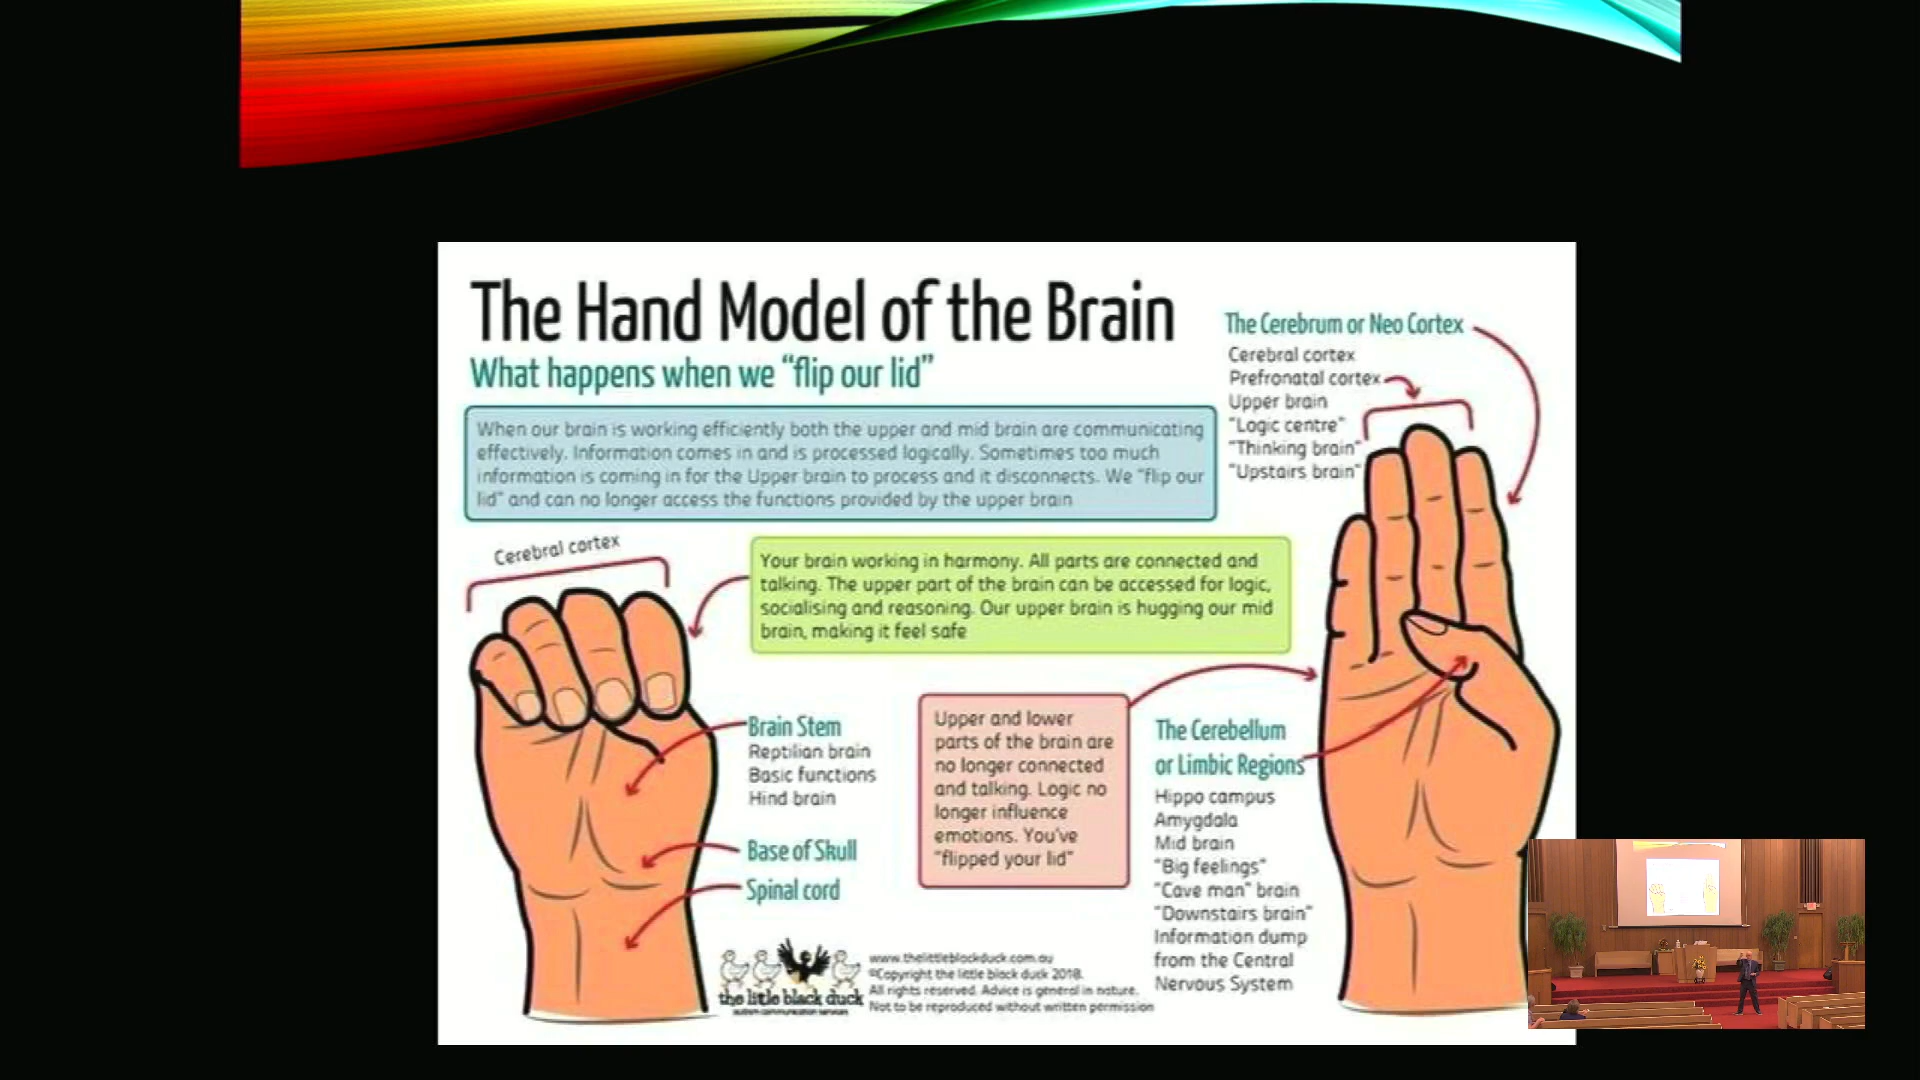 The Hand Model of the Brain
What happens when we "flip our lid"
When our brain is working efficiently both the upper and mid brain are communicating
effectively. Information comes in and is processed logically. Sometimes too much
information is coming in for the Upper brain to process and it disconnects. We "flip our
lid" and can no longer access the functions provided by the upper brain
The Cerebrum or Neo Cortex
Cerebral cortex
Prefronatal cortex
Upper brain
"Logic centre"
"Thinking brain"
"Upstairs brain"
Cerebral cortex
Your brain working in harmony. All parts are connected and
talking. The upper part of the brain can be accessed for logic,
socialising and reasoning. Our upper brain is hugging our mid
brain, making it feel safe
Brain Stem
Reptilian brain
Basic functions
Hind brain
Base of Skull
Spinal cord
Upper and lower
parts of the brain are
no longer connected
and talking. Logic no
longer influence
emotions. You've
"flipped your lid"
The Cerebellum
or Limbic Regions
Hippo campus
Amygdala
Mid brain
"Big feelings"
"Cave man" brain
"Downstairs brain"
Information dump
from the Central
Nervous System
the little black duck
autism communication services
www.thelittleblackduck.com.au
©Copyright the little black duck 2018.
All rights reserved. Advice is general in nature.
Not to be reproduced without written permission